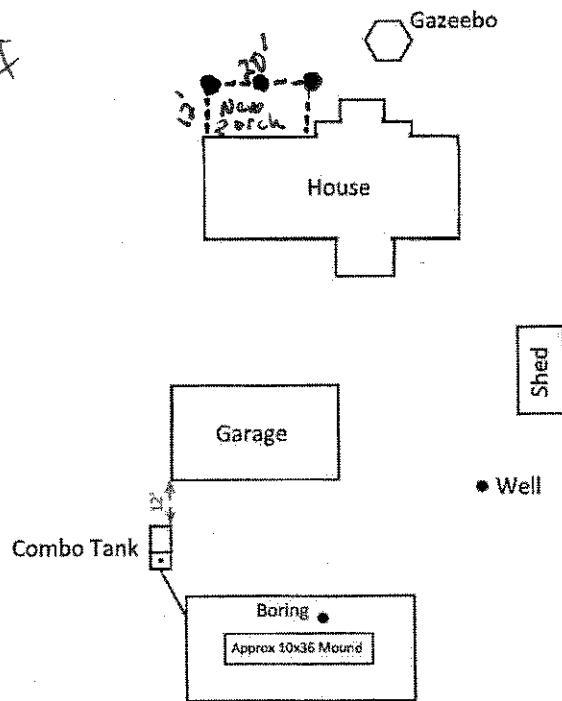 Gazeebo
30'
12'
New
Porch
House
Shed
Garage
12'
Well
Combo Tank
Boring
Approx 10x36 Mound